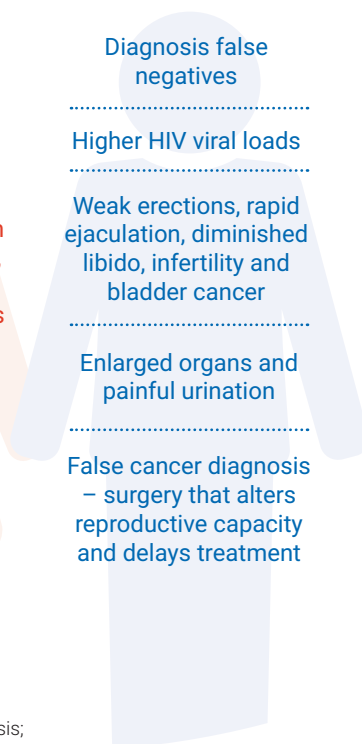 Diagnosis false
negatives
Higher HIV viral loads
Weak erections, rapid
ejaculation, diminished
libido, infertility and
bladder cancer
Enlarged organs and
painful urination
False cancer diagnosis
– surgery that alters
reproductive capacity
and delays treatment